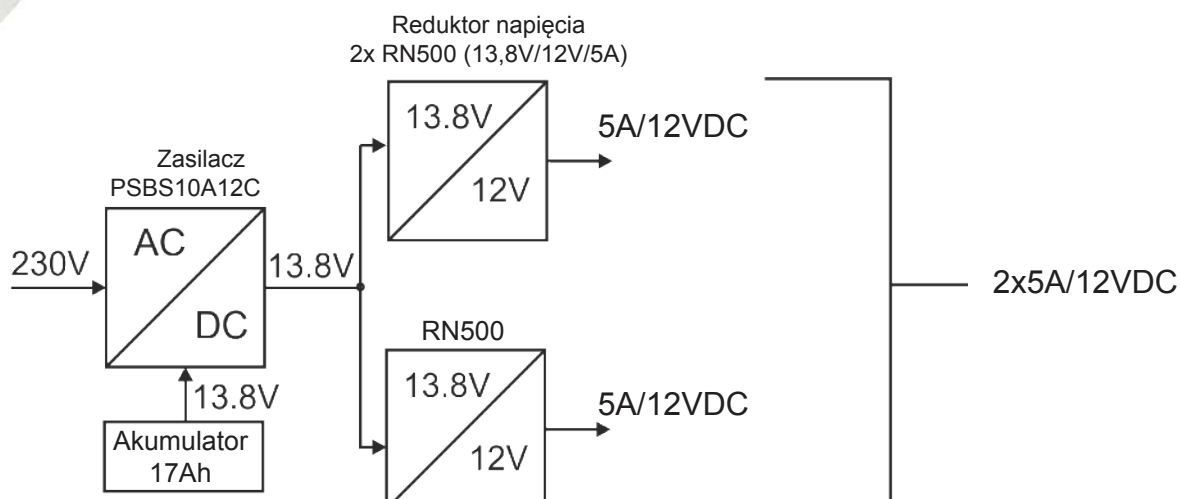 Reduktor napięcia
2x RN500 (13,8V/12V/5A)
13.8V
12V
5A/12VDC
Zasilacz
PSBS10A12C
AC
DC
230V
13.8V
2x5A/12VDC
RN500
13.8V
12V
5A/12VDC
13.8V
Akumulator
17Ah